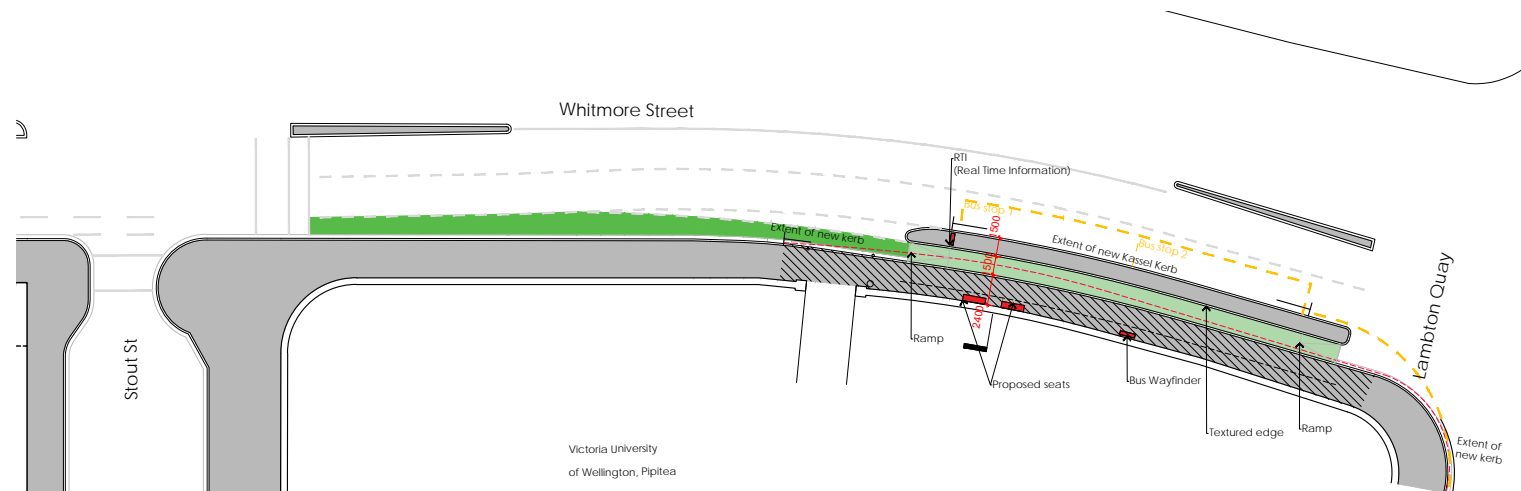 Whitmore Street
RTI
(Real Time Information)
Bus stop 1
Extent of new kerb
1500
Extent of new Kassel Kerb
Bus stop 2
1500
2400
Lambton Quay
Stout St
Ramp
Proposed seats
Bus Wayfinder
Textured edge
Ramp
Extent of
new kerb
Victoria University
of Wellington, Pipitea